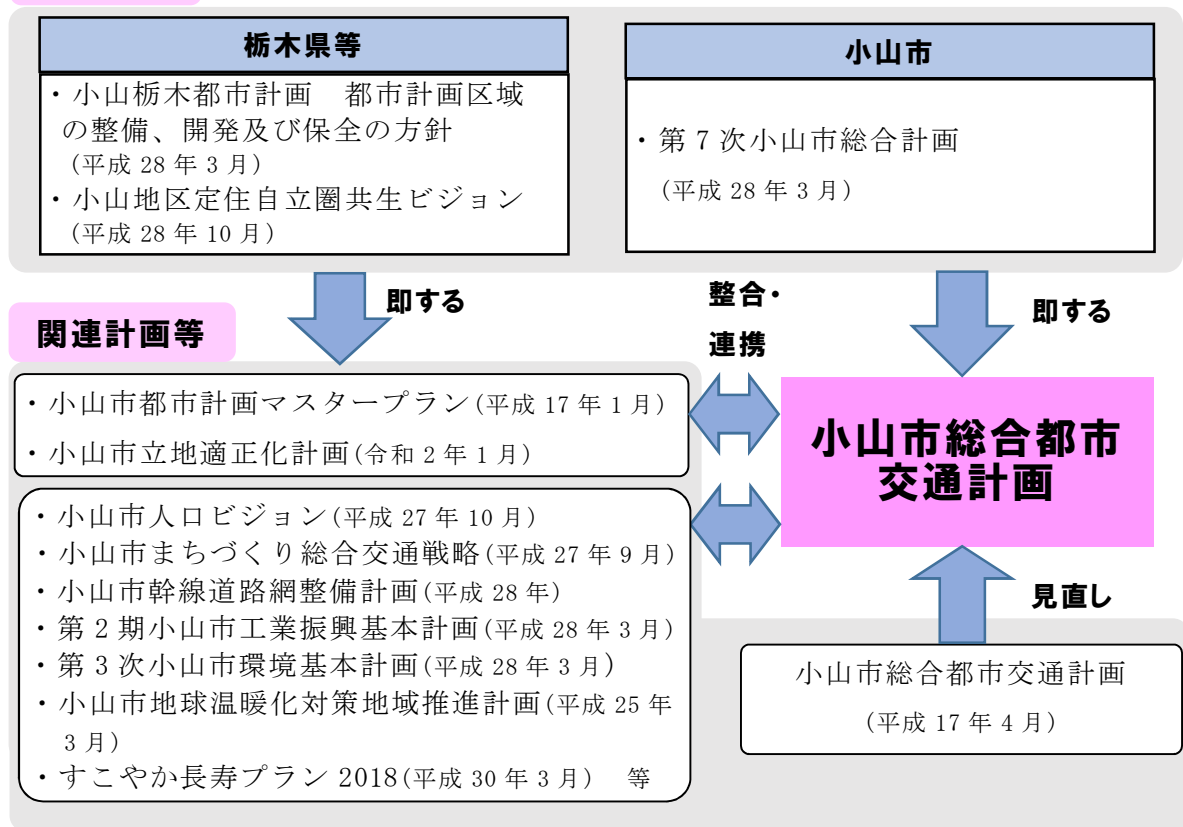 栃木県等
・小山栃木都市計画　都市計画区域
の整備、開発及び保全の方針
(平成 28 年 3 月)
・小山地区定住自立圏共生ビジョン
(平成 28 年 10 月)
小山市
・第 7 次小山市総合計画
(平成 28 年 3 月)
即する
整合・
連携
即する
関連計画等
・小山市都市計画マスタープラン(平成 17 年 1 月)
・小山市立地適正化計画(令和 2 年 1 月)
小山市総合都市
交通計画
・小山市人口ビジョン(平成 27 年 10 月)
・小山市まちづくり総合交通戦略(平成 27 年 9 月)
・小山市幹線道路網整備計画(平成 28 年)
・第 2 期小山市工業振興基本計画(平成 28 年 3 月)
・第 3 次小山市環境基本計画(平成 28 年 3 月)
・小山市地球温暖化対策地域推進計画(平成 25 年
3 月)
・すこやか長寿プラン 2018(平成 30 年 3 月)　等
見直し
小山市総合都市交通計画
(平成 17 年 4 月)